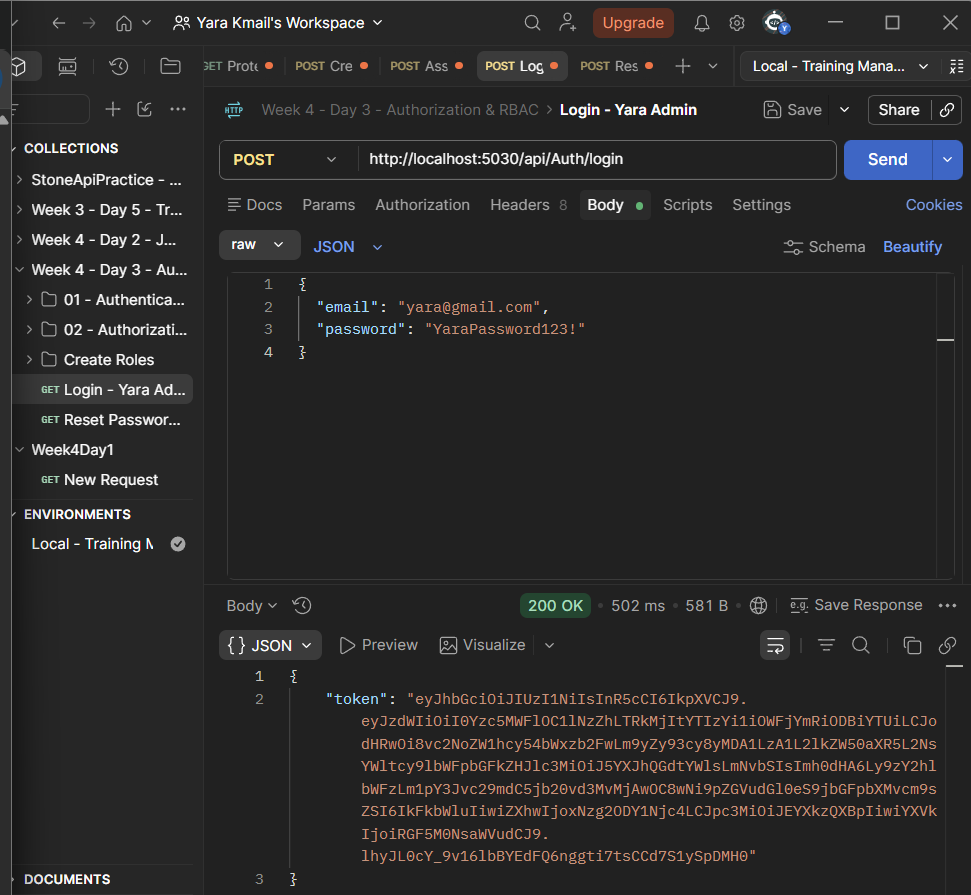 Yara Kmail's Workspace
Upgrade
GET Prote
POST Cre
POST Ass
POST Log
POST Res
Local - Training Mana...
Week 4 - Day 3 - Authorization & RBAC > Login - Yara Admin
Save
Share
COLLECTIONS
StoneApiPractice - ...
Week 3 - Day 5 - Tr...
Week 4 - Day 2 - J...
Week 4 - Day 3 - Au...
01 - Authentica...
02 - Authorizati...
Create Roles
GET Login - Yara Ad...
GET Reset Passwor...
Week4Day1
GET New Request
ENVIRONMENTS
Local - Training M
DOCUMENTS
POST
http://localhost:5030/api/Auth/login
Send
Docs
Params
Authorization
Headers 8
Body
Scripts
Settings
Cookies
raw
JSON
Schema
Beautify
1 {
2 "email": "yara@gmail.com",
3 "password": "YaraPassword123!"
4 }
Body
200 OK • 502 ms • 581 B
e.g. Save Response
{} JSON
Preview
Visualize
1 {
2 "token": "eyJhbGciOiJIUzI1NiIsInR5cCI6IkpXVCJ9.
eyJzdWIiOiI0Yzc5MWFlOC1lNzZhLTRkMjItYTIzYi1iOWFjYmRiODBiYTUiLCJo
dHRwOi8vc2NoZW1hcy54bWxzb2FwLm9yZy93cy8yMDA1LzA1L2lkZW50aXR5L2Ns
YWltcy9lbWFpbGFkZHJlc3MiOiJ5YXJhQGdtYWlsLmNvbSIsImh0dHA6Ly9zY2hl
bWFzLm1pY3Jvc29mdC5jb20vd3MvMjAwOC8wNi9pZGVudGl0eS9jbGFpbXMvcm9s
ZSI6IkFkbWluIiwiZXhwIjoxNzg2ODY1Njc4LCJpc3MiOiJEYXkzQXBpIiwiYXVk
IjoiRGF5M0NsaWVudCJ9.
lhyJL0cY_9v16lbBYEdFQ6nggti7tsCCd7S1ySpDMH0"
3 }